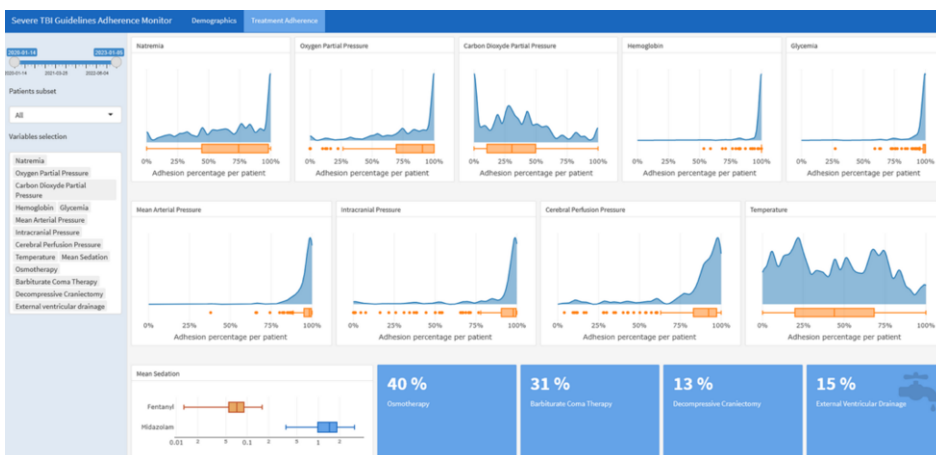 Severe TBI Guidelines Adherence Monitor Demographics Treatment Adherence
2020-01-14 2023-01-05
2020-01-14 2021-03-20 2022-08-04
Patients subset
All
Variables selection
Natremia
Oxygen Partial Pressure
Carbon Dioxyde Partial
Pressure
Hemoglobin Glycemia
Mean Arterial Pressure
Intracranial Pressure
Cerebral Perfusion Pressure
Temperature Mean Sedation
Osmotherapy
Barbiturate Coma Therapy
Decompressive Craniectomy
External ventricular drainage
Natremia
0% 25% 50% 75% 100%
Adhesion percentage per patient
Oxygen Partial Pressure
0% 25% 50% 75% 100%
Adhesion percentage per patient
Carbon Dioxyde Partial Pressure
0% 25% 50% 75% 100%
Adhesion percentage per patient
Hemoglobin
0% 25% 50% 75% 100%
Adhesion percentage per patient
Glycemia
0% 25% 50% 75% 100%
Adhesion percentage per patient
Mean Arterial Pressure
0% 25% 50% 75% 100%
Adhesion percentage per patient
Intracranial Pressure
0% 25% 50% 75% 100%
Adhesion percentage per patient
Cerebral Perfusion Pressure
0% 25% 50% 75% 100%
Adhesion percentage per patient
Temperature
0% 25% 50% 75% 100%
Adhesion percentage per patient
Mean Sedation
Fentanyl
Midazolam
0.01 2 5 0.1 2 5 1 2
40 %
Osmotherapy
31 %
Barbiturate Coma Therapy
13 %
Decompressive Craniectomy
15 %
External Ventricular Drainage